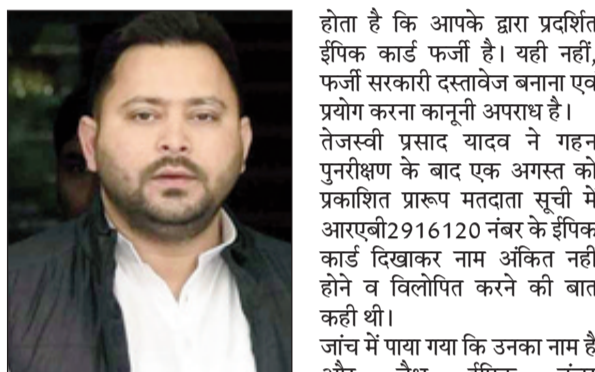 होता है कि आपके द्वारा प्रदर्शित
ईपिक कार्ड फर्जी है। यही नहीं,
फर्जी सरकारी दस्तावेज बनाना एव
प्रयोग करना कानूनी अपराध है।
तेजस्वी प्रसाद यादव ने गहन
पुनरीक्षण के बाद एक अगस्त को
प्रकाशित प्रारूप मतदाता सूची मे
आरएबी2916120 नंबर के ईपिक
कार्ड दिखाकर नाम अंकित नही
होने व विलोपित करने की बात
कही थी।
जांच में पाया गया कि उनका नाम है